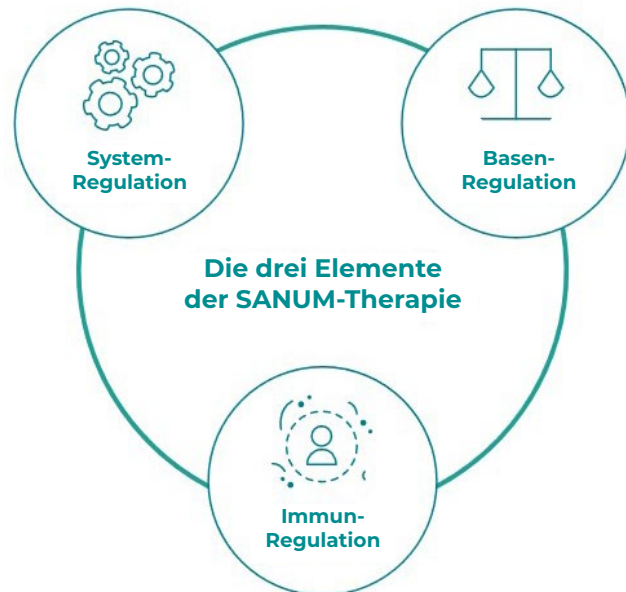 System-
Regulation
Basen-
Regulation
Die drei Elemente
der SANUM-Therapie
Immun-
Regulation